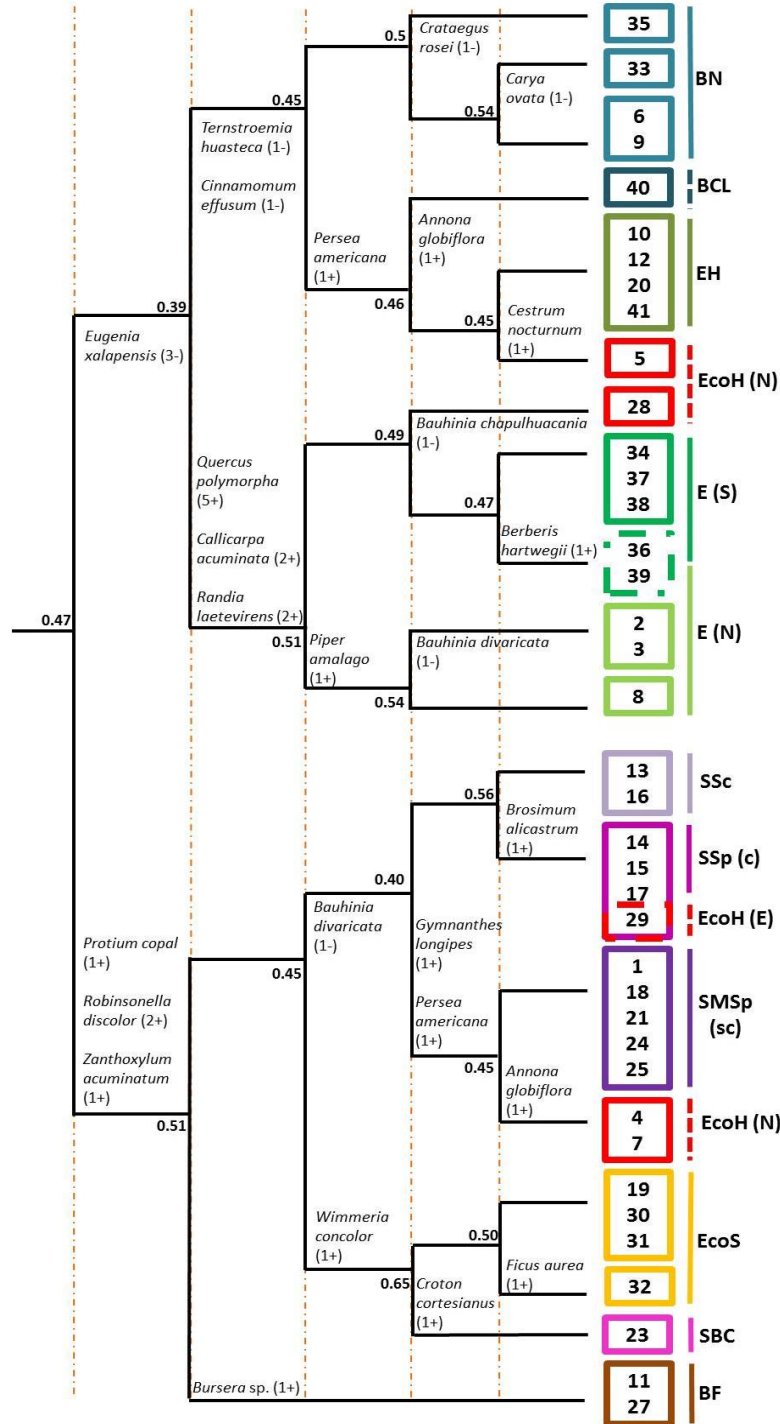 0.5
Crataegus
rosei (1-)
35
33
BN
0.45
0.54
Carya
ovata (1-)
6
9
Ternstroemia
huasteca (1-)
Cinnamomum
effusum (1-)
40
BCL
Persea
americana
(1+)
Annona
globiflora
(1+)
10
12
20
41
EH
0.39
0.46
0.45
Cestrum
nocturnum
(1+)
Eugenia
xalapensis (3-)
5
EcoH (N)
28
0.49
Bauhinia chapulhuacania
(1-)
Quercus
polymorpha
(5+)
Callicarpa
acuminata (2+)
Randia
laetevirens (2+)
34
37
38
E (S)
0.47
Berberis
hartwegii (1+)
36
39
0.47
0.51
Piper
amalago
(1+)
Bauhinia divaricata
(1-)
2
3
E (N)
0.54
8
0.56
13
16
SSc
Brosimum
alicastrum
(1+)
14
15
17
SSp (c)
0.40
29
EcoH (E)
Bauhinia
divaricata
(1-)
Gymnanthes
longipes
(1+)
Persea
americana
(1+)
0.45
Protium copal
(1+)
Robinsonella
discolor (2+)
Zanthoxylum
acuminatum
(1+)
1
18
21
24
25
SMSp
(sc)
0.45
Annona
globiflora
(1+)
4
7
EcoH (N)
0.51
19
30
31
EcoS
Wimmeria
concolor
(1+)
0.50
Ficus aurea
(1+)
32
0.65
Croton
cortesianus
(1+)
23
SBC
Bursera sp. (1+)
11
27
BF